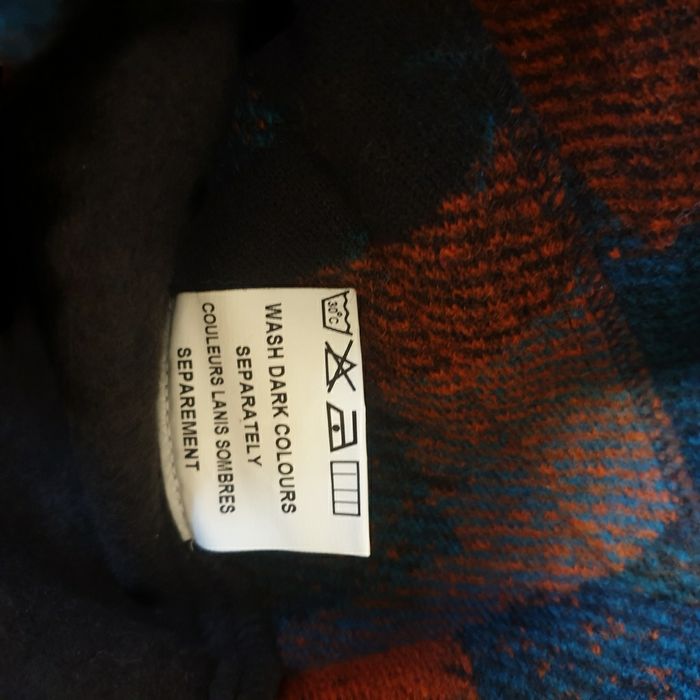 30°C
WASH DARK COLOURS
SEPARATELY
COULEURS LANIS SOMBRES
SEPAREMENT